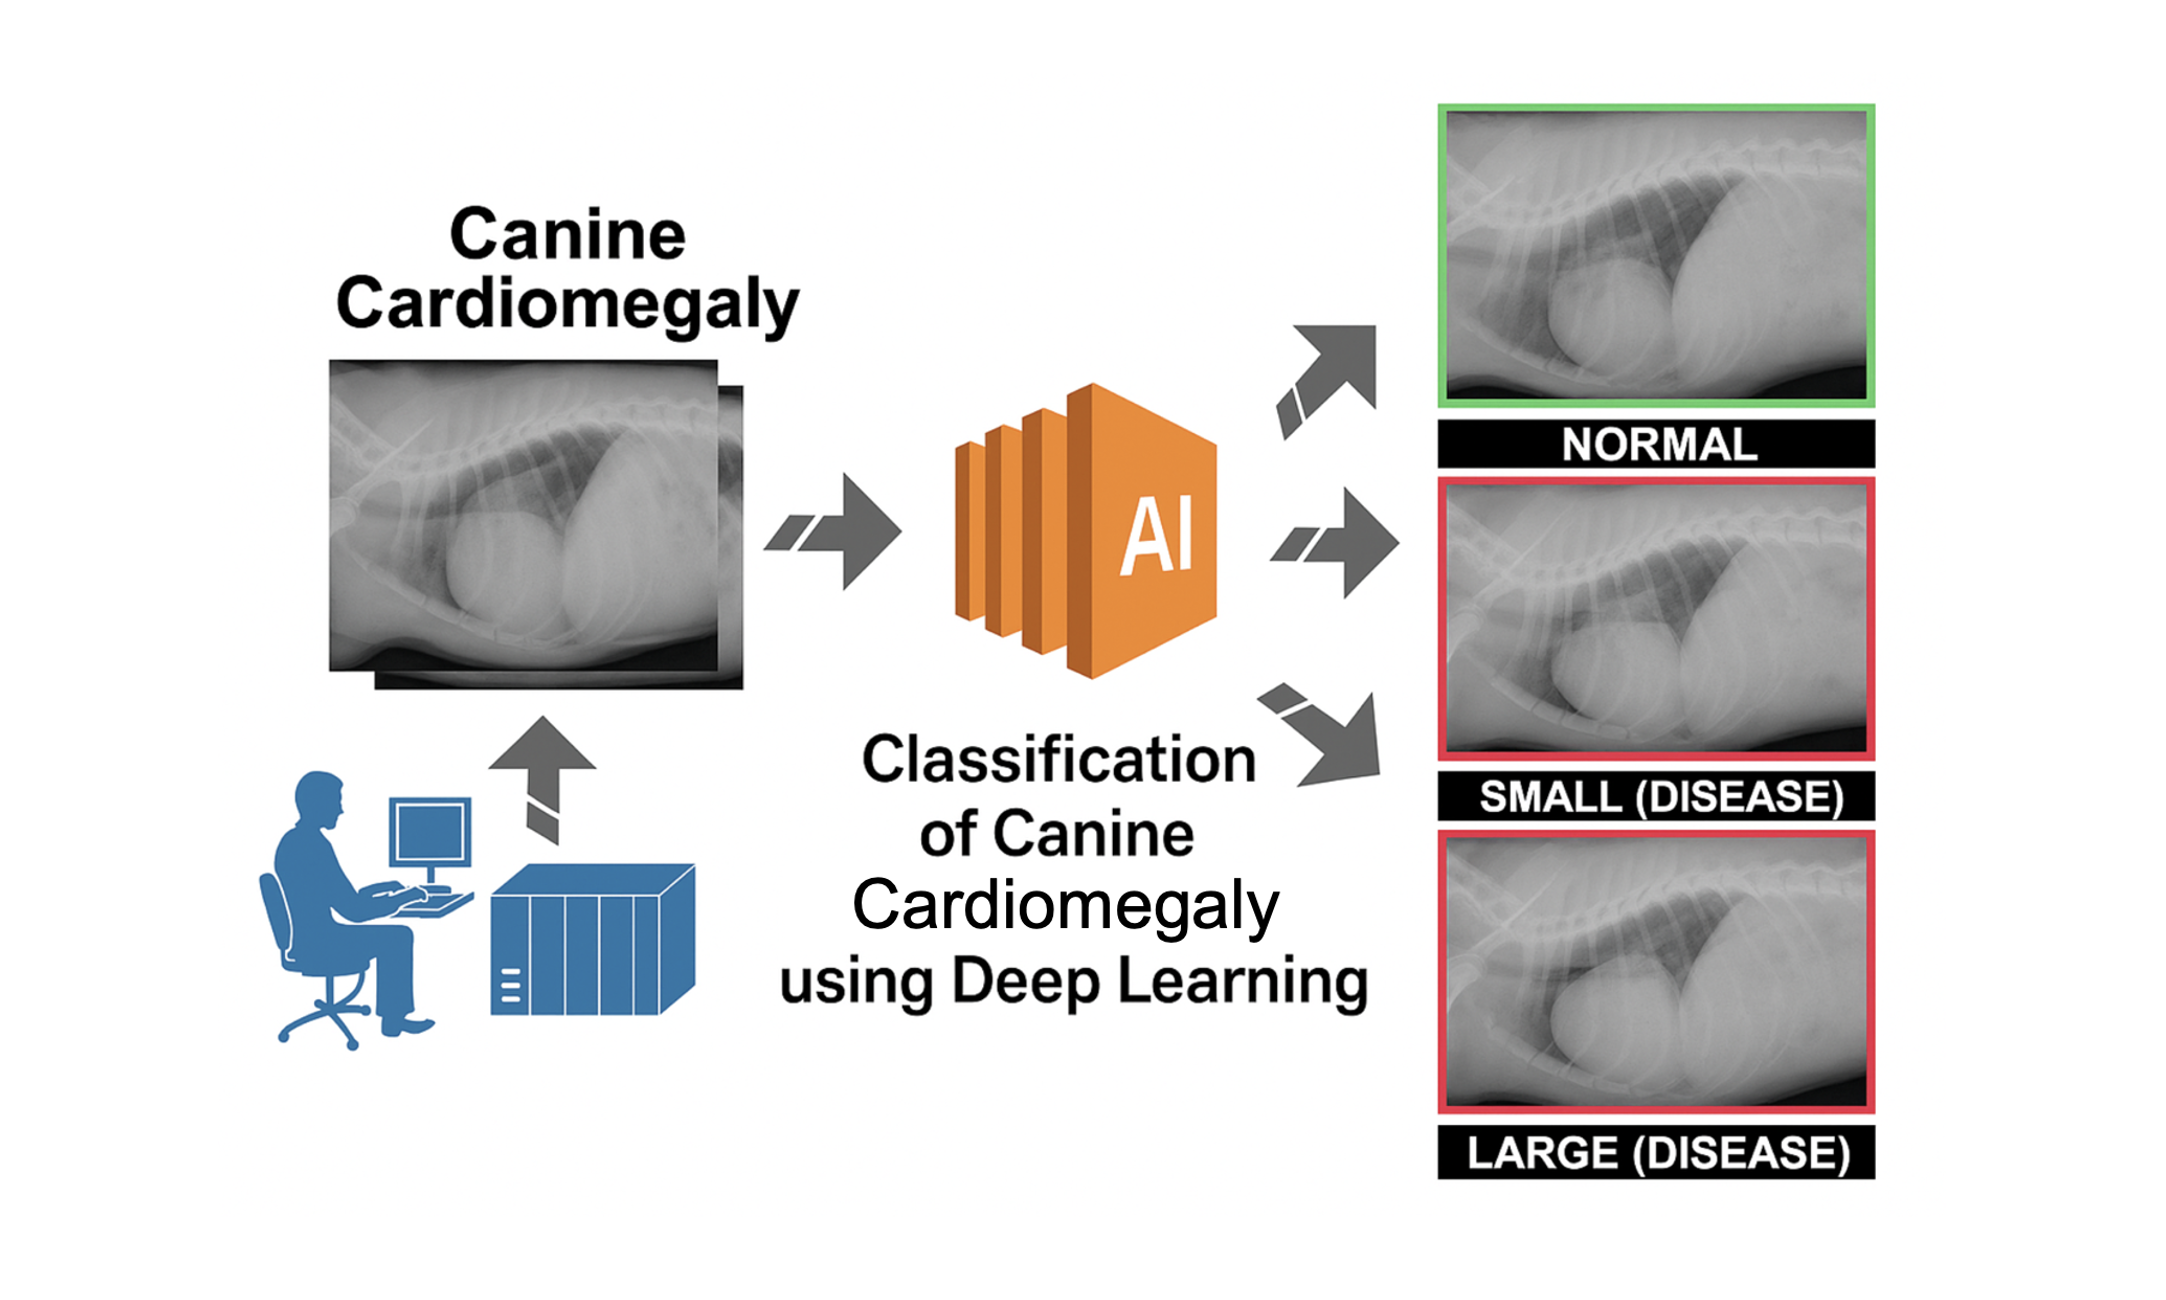 Canine
Cardiomegaly
AI
Classification
of Canine
Cardiomegaly
using Deep Learning
NORMAL
SMALL (DISEASE)
LARGE (DISEASE)